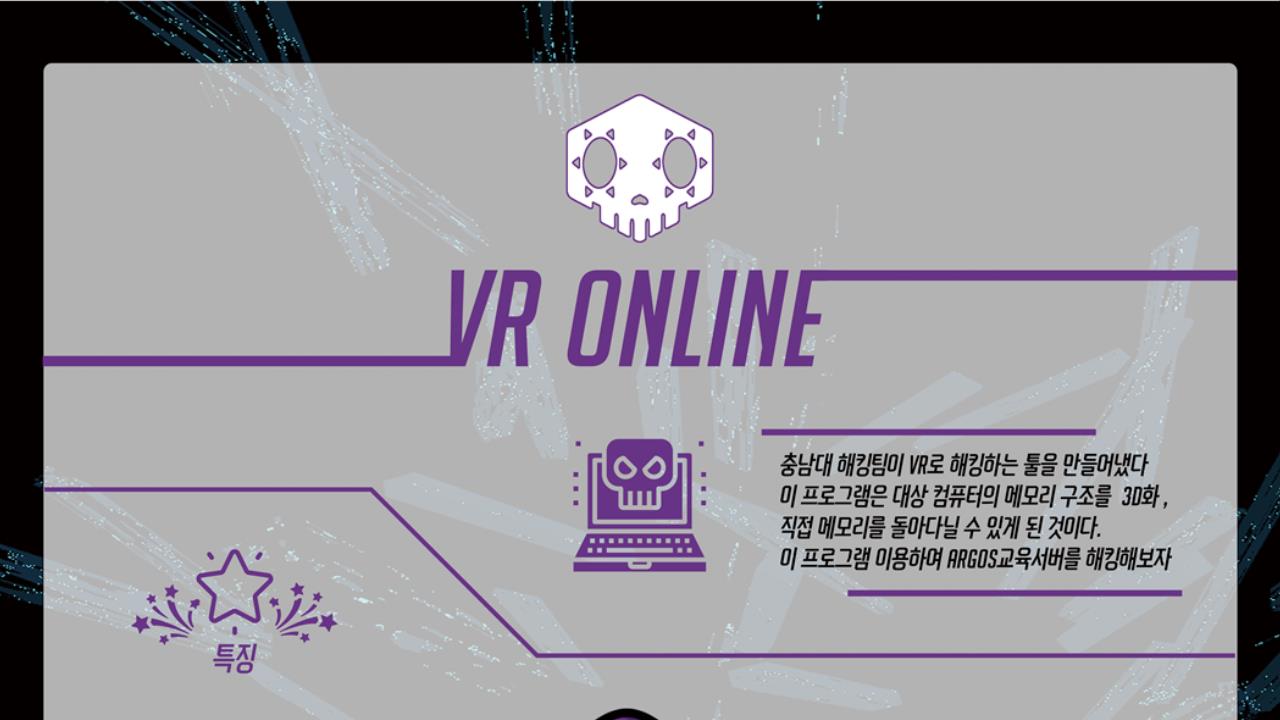 VR ONLINE
충남대 해킹팀이 VR로 해킹하는 툴을 만들어냈다
이 프로그램은 대상 컴퓨터의 메모리 구조를 3D화,
직접 메모리를 돌아다닐 수 있게 된 것이다.
이 프로그램 이용하며 ARGOS교육서버를 해킹해보자
특징